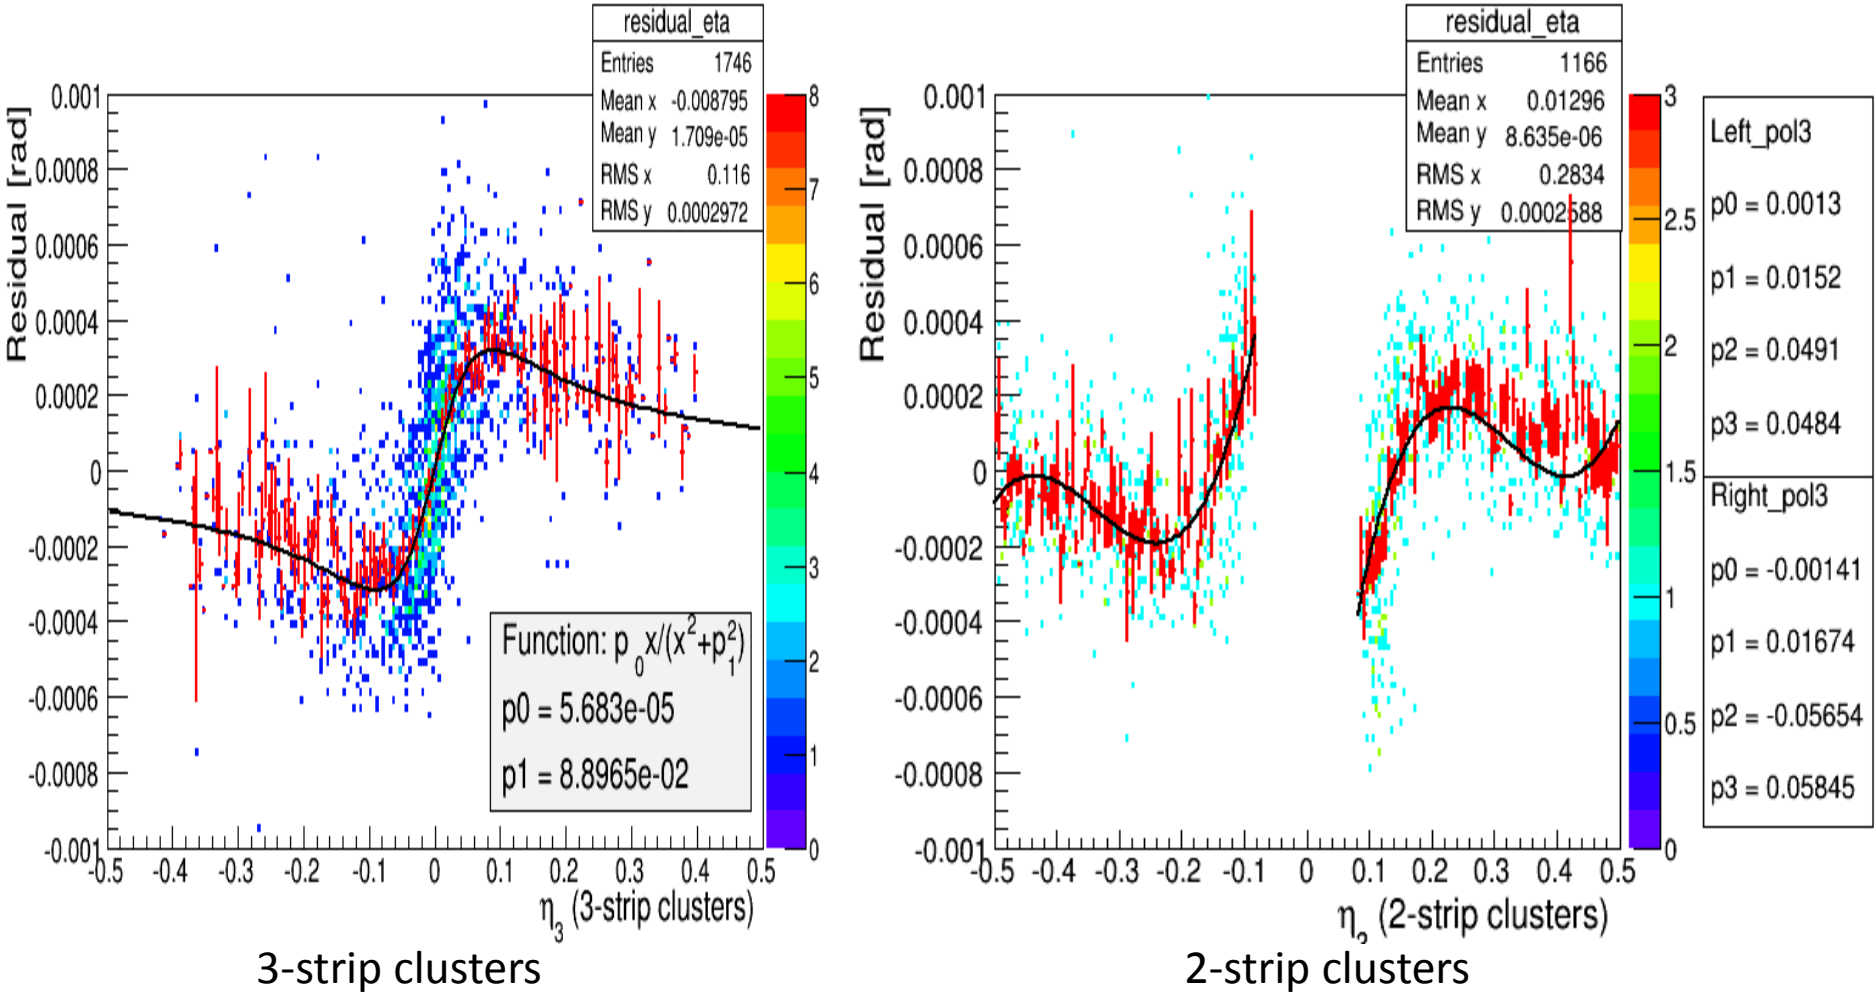 residual_eta
Entries 1746
Mean x -0.008795
Mean y 1.709e-05
RMS x 0.116
RMS y 0.0002972
Residual [rad]
0.001
0.0008
0.0006
0.0004
0.0002
0
-0.0002
-0.0004
-0.0006
-0.0008
-0.001
-0.5 -0.4 -0.3 -0.2 -0.1 0 0.1 0.2 0.3 0.4 0.5
η3 (3-strip clusters)
8
7
6
5
4
3
2
1
0
Function: p0x/(x²+p1²)
p0 = 5.683e-05
p1 = 8.8965e-02
3-strip clusters
residual_eta
Entries 1166
Mean x 0.01296
Mean y 8.635e-06
RMS x 0.2834
RMS y 0.0002588
Residual [rad]
0.001
0.0008
0.0006
0.0004
0.0002
0
-0.0002
-0.0004
-0.0006
-0.0008
-0.001
-0.5 -0.4 -0.3 -0.2 -0.1 0 0.1 0.2 0.3 0.4 0.5
η (2-strip clusters)
3
2.5
2
1.5
1
0.5
0
Left_pol3
p0 = 0.0013
p1 = 0.0152
p2 = 0.0491
p3 = 0.0484
Right_pol3
p0 = -0.00141
p1 = 0.01674
p2 = -0.05654
p3 = 0.05845
2-strip clusters